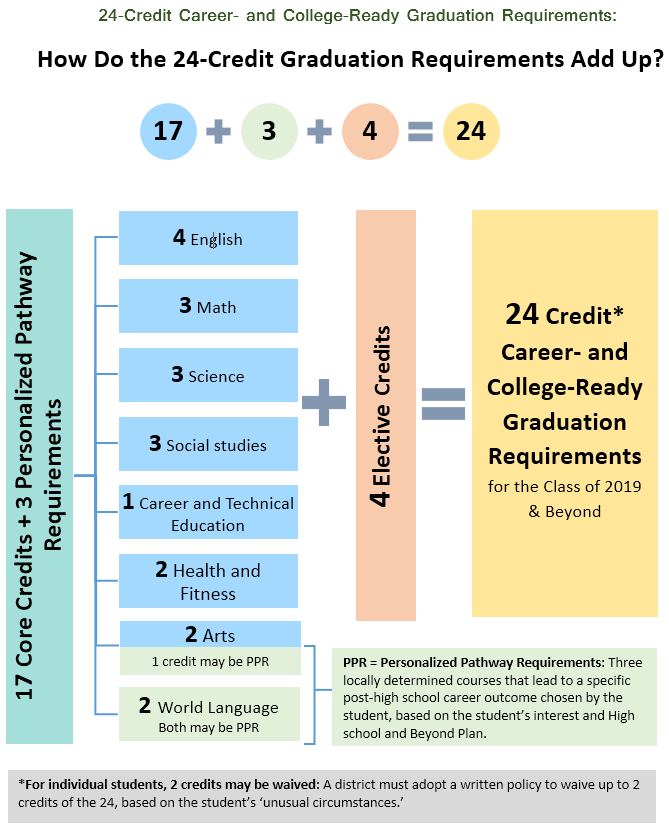 24-Credit Career- and College-Ready Graduation Requirements:
How Do the 24-Credit Graduation Requirements Add Up?
17 + 3 + 4 = 24
17 Core Credits + 3 Personalized Pathway
Requirements
4 English
3 Math
3 Science
3 Social studies
1 Career and Technical
Education
2 Health and
Fitness
2 Arts
1 credit may be PPR
2 World Language
Both may be PPR
+
4 Elective Credits
=
24 Credit*
Career- and
College-Ready
Graduation
Requirements
for the Class of 2019
& Beyond
PPR = Personalized Pathway Requirements: Three
locally determined courses that lead to a specific
post-high school career outcome chosen by the
student, based on the student's interest and High
school and Beyond Plan.
*For individual students, 2 credits may be waived: A district must adopt a written policy to waive up to 2
credits of the 24, based on the student's 'unusual circumstances.'